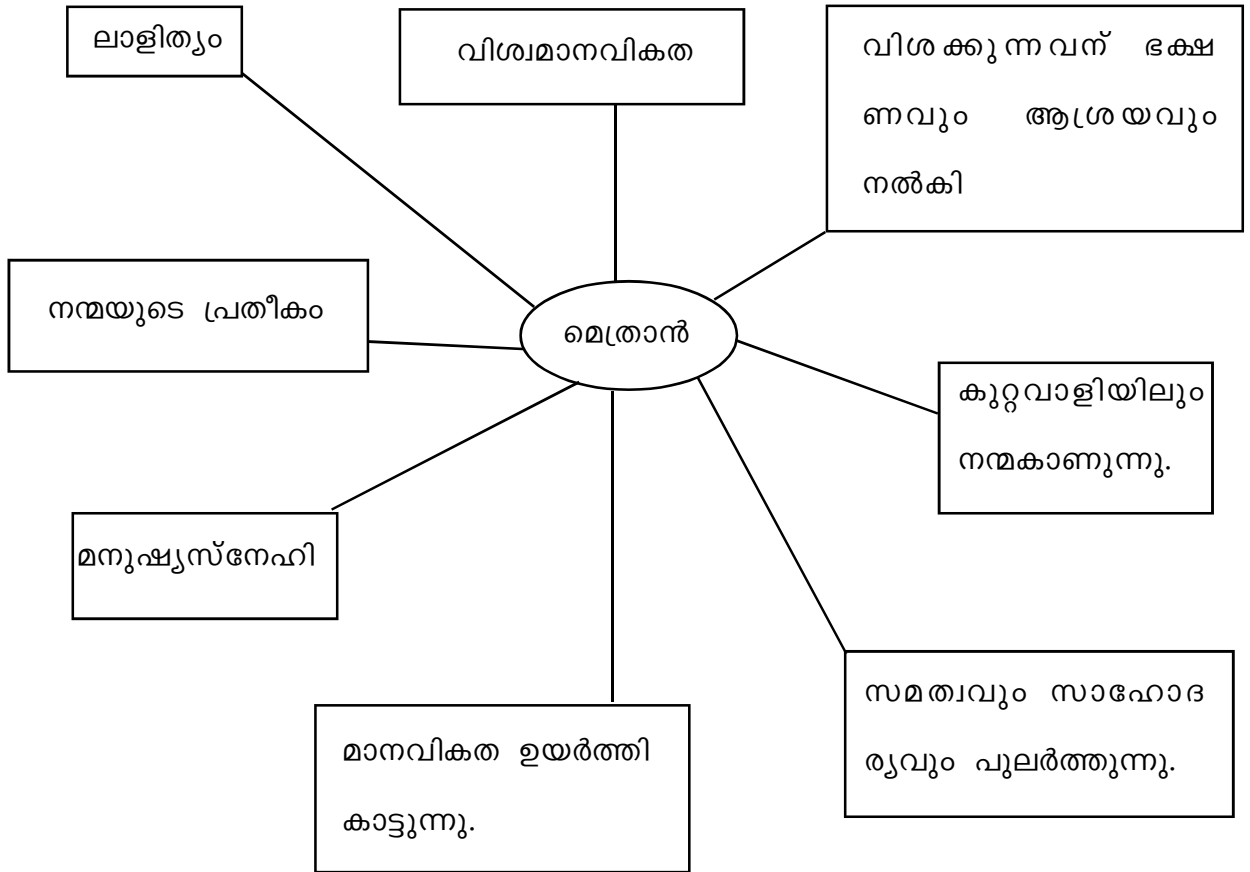 ലാളിത്യം
വിശ്വമാനവികത
വിശക്കുന്നവന് ഭക്ഷ
ണവും ആശ്രയവും
നൽകി
നന്മയുടെ പ്രതീകം
മെത്രാൻ
കുറ്റവാളിയിലും
നന്മകാണുന്നു.
മനുഷ്യസ്നേഹി
സമത്വവും സാഹോദ
ര്യവും പുലർത്തുന്നു.
മാനവികത ഉയർത്തി
കാട്ടുന്നു.